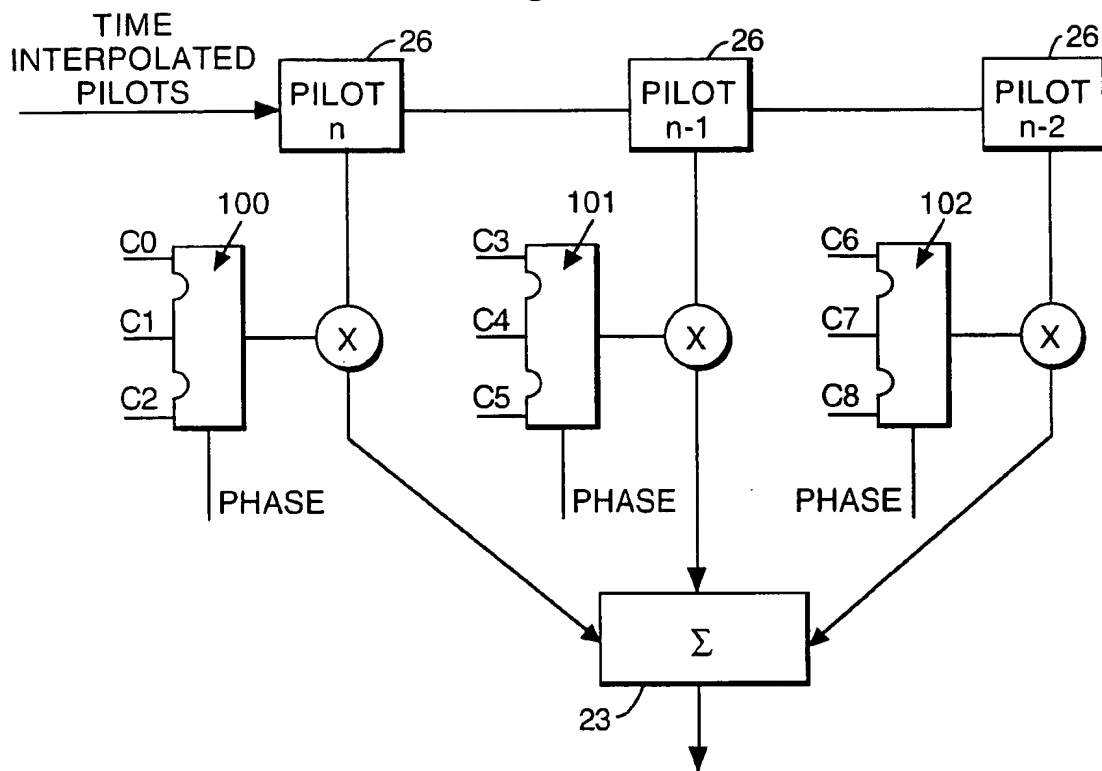 TIME
INTERPOLATED
PILOTS
26
PILOT
n
26
PILOT
n-1
26
PILOT
n-2
100
C0
C1
C2
PHASE
X
101
C3
C4
C5
PHASE
X
102
C6
C7
C8
PHASE
X
Σ
23